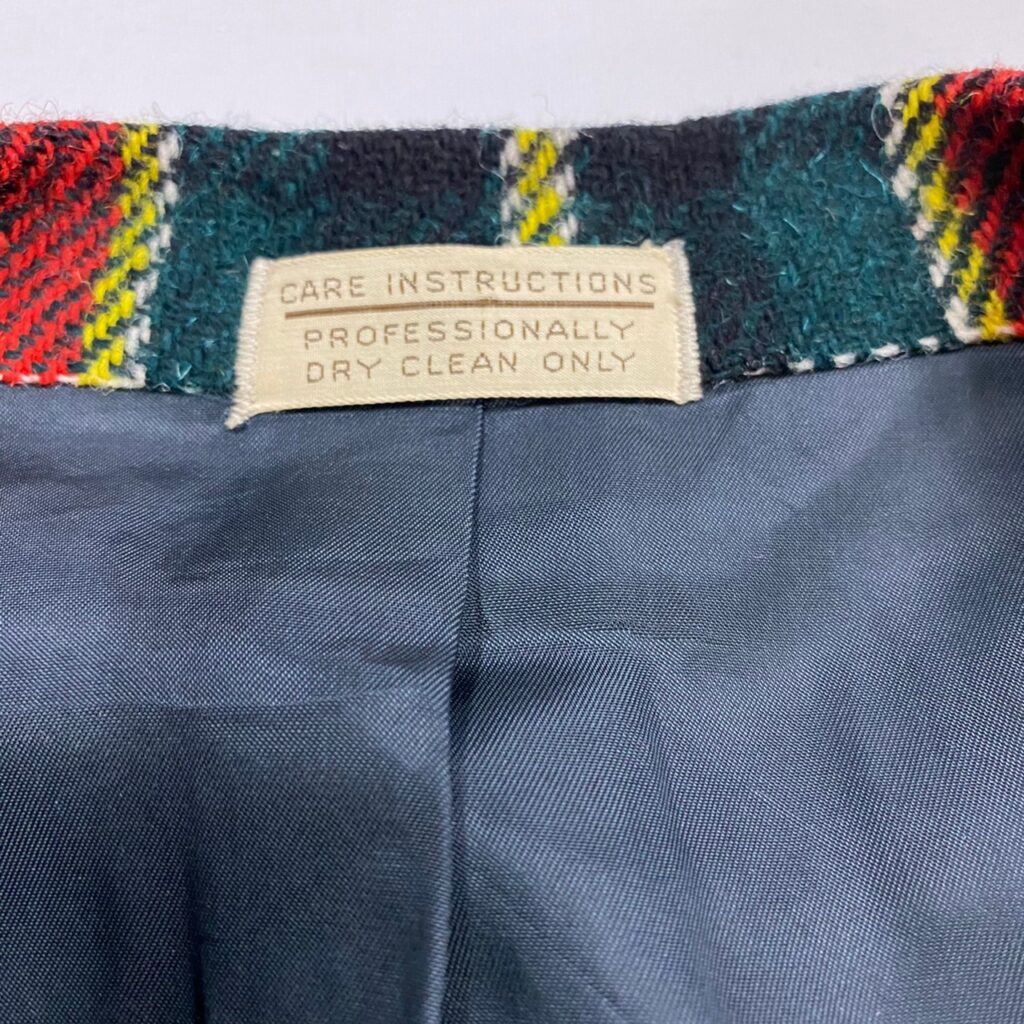 CARE INSTRUCTIONS
PROFESSIONALLY
DRY CLEAN ONLY